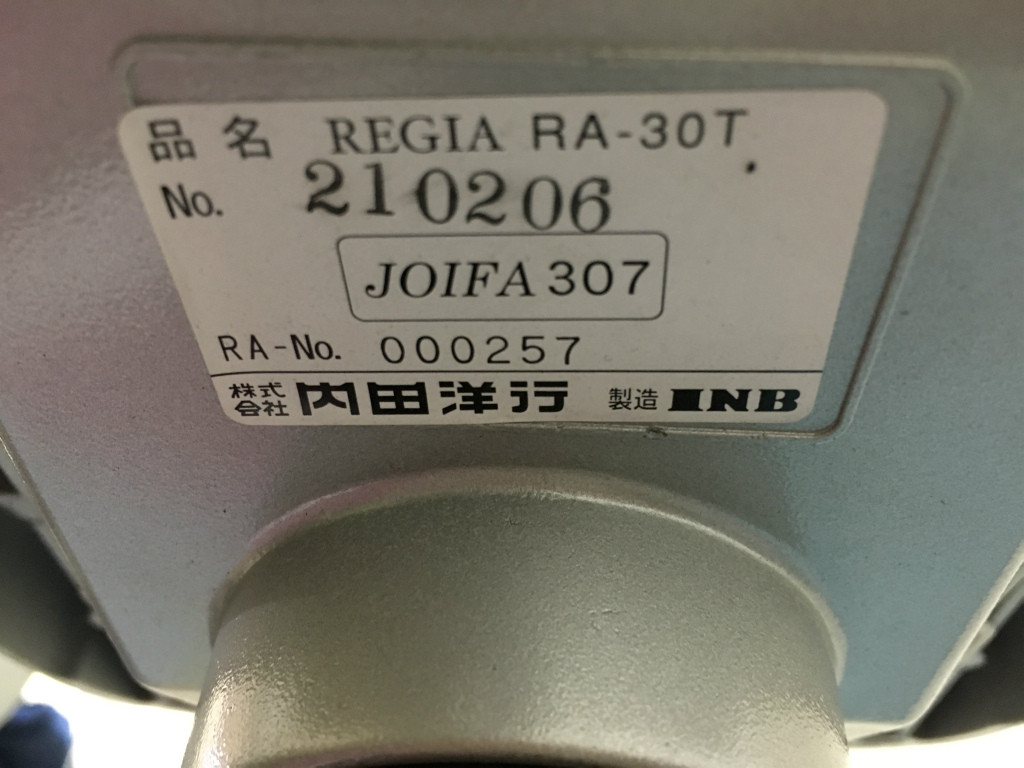 品名 REGIA RA-30T
No. 210206
JOIFA 307
RA-No. 000257
株式会社 内田洋行 製造 INB